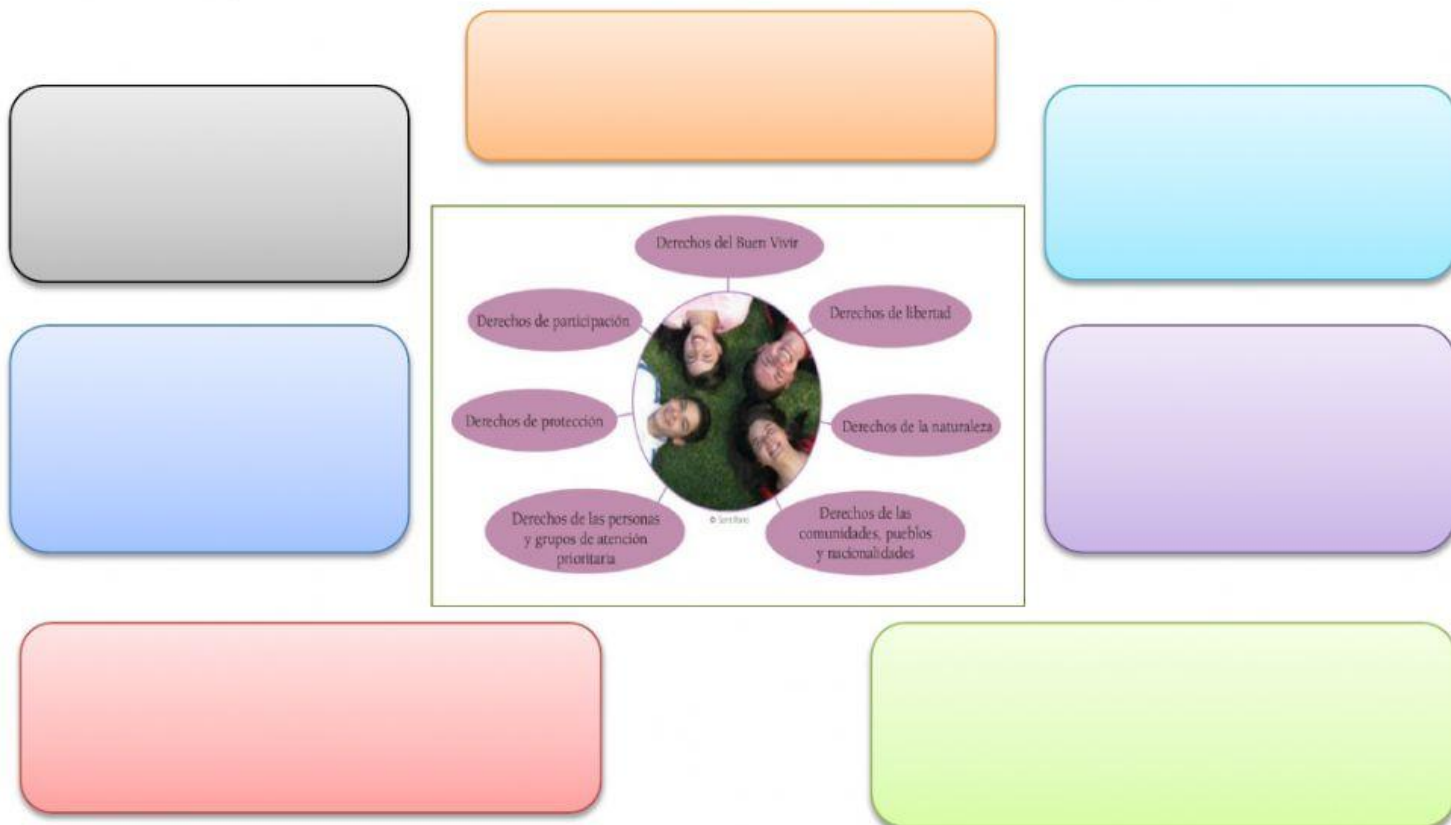 Derechos del Buen Vivir
Derechos de participación
Derechos de libertad
Derechos de protección
Derechos de la naturaleza
Derechos de las personas
y grupos de atención
prioritaria
Derechos de las
comunidades, pueblos
y nacionalidades
© Santillana